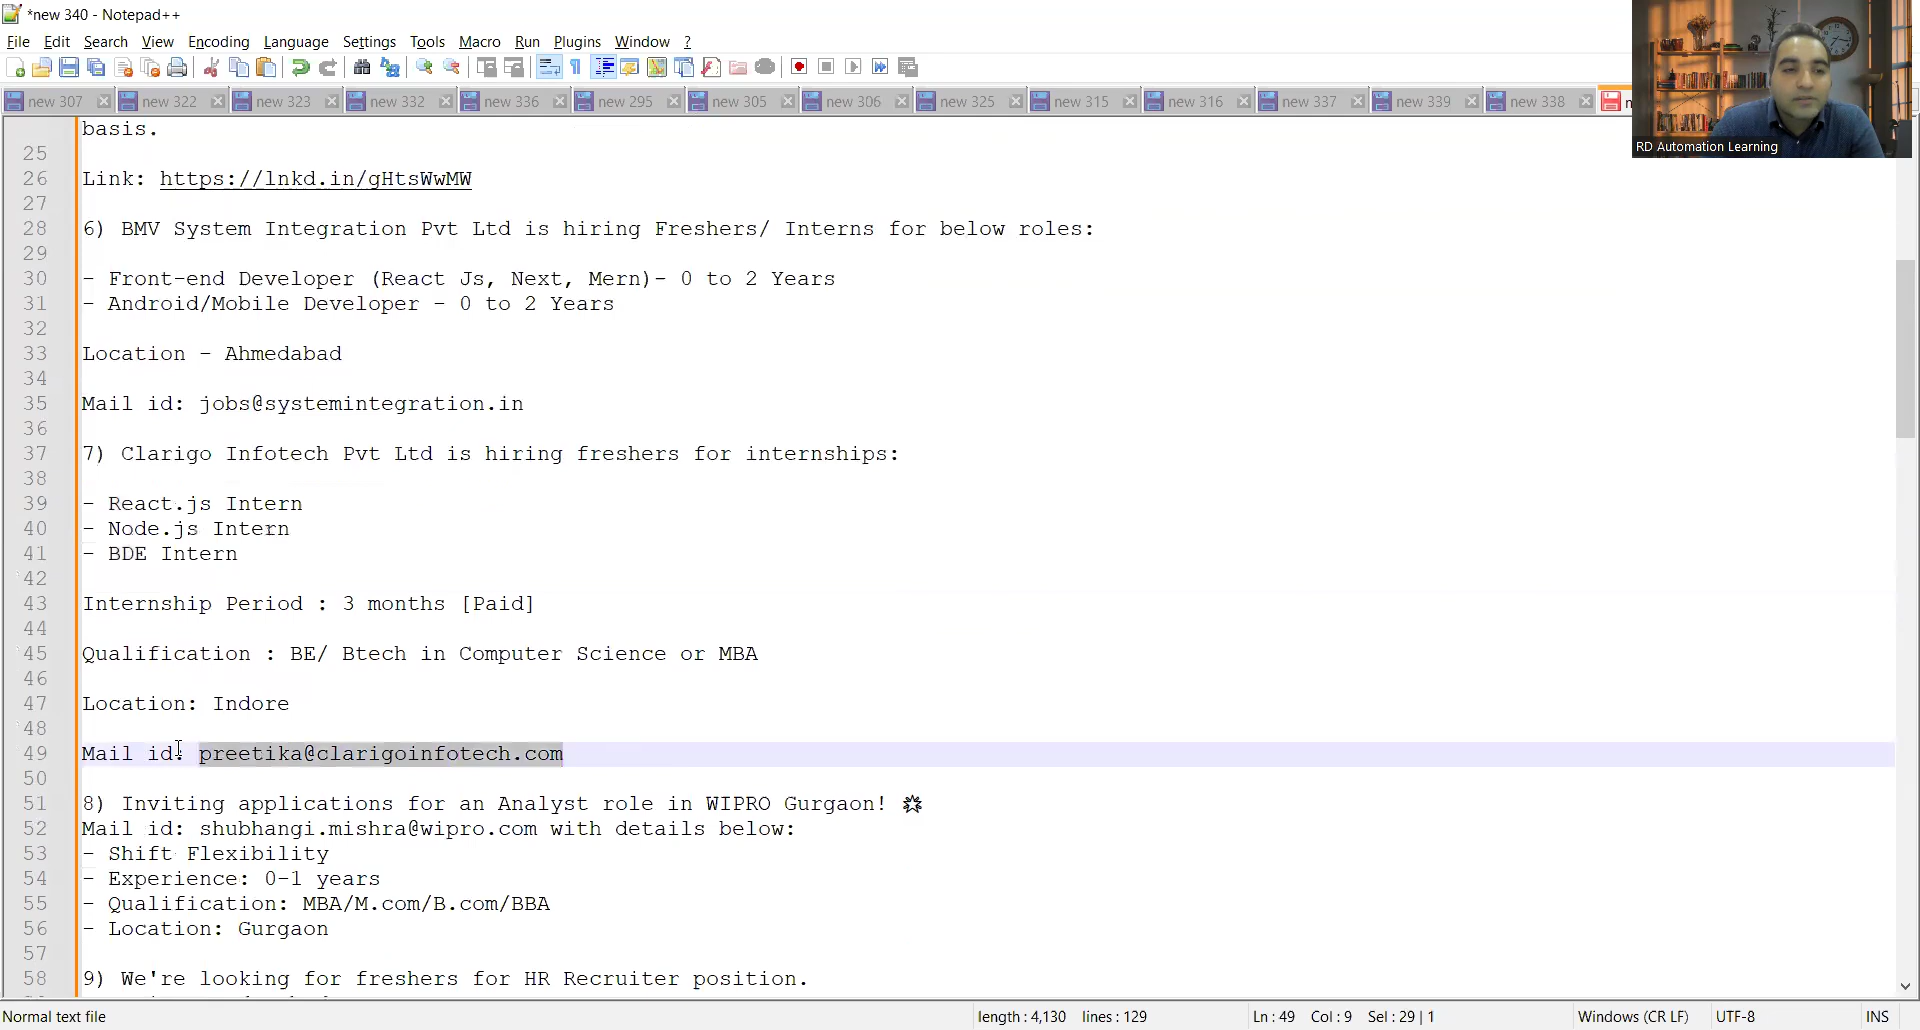 *new 340 - Notepad++
File Edit Search View Encoding Language Settings Tools Macro Run Plugins Window ?
new 307 new 322 new 323 new 332 new 336 new 295 new 305 new 306 new 325 new 315 new 316 new 337 new 339 new 338
RD Automation Learning
basis.
25
26 Link: https://lnkd.in/gHtsWwMW
27
28 6) BMV System Integration Pvt Ltd is hiring Freshers/ Interns for below roles:
29
30 - Front-end Developer (React Js, Next, Mern)- 0 to 2 Years
31 - Android/Mobile Developer - 0 to 2 Years
32
33 Location - Ahmedabad
34
35 Mail id: jobs@systemintegration.in
36
37 7) Clarigo Infotech Pvt Ltd is hiring freshers for internships:
38
39 - React.js Intern
40 - Node.js Intern
41 - BDE Intern
42
43 Internship Period : 3 months [Paid]
44
45 Qualification : BE/ Btech in Computer Science or MBA
46
47 Location: Indore
48
49 Mail id: preetika@clarigoinfotech.com
50
51 8) Inviting applications for an Analyst role in WIPRO Gurgaon!
52 Mail id: shubhangi.mishra@wipro.com with details below:
53 - Shift Flexibility
54 - Experience: 0-1 years
55 - Qualification: MBA/M.com/B.com/BBA
56 - Location: Gurgaon
57
58 9) We're looking for freshers for HR Recruiter position.
Normal text file length : 4,130 lines : 129 Ln : 49 Col : 9 Sel : 29 | 1 Windows (CR LF) UTF-8 INS